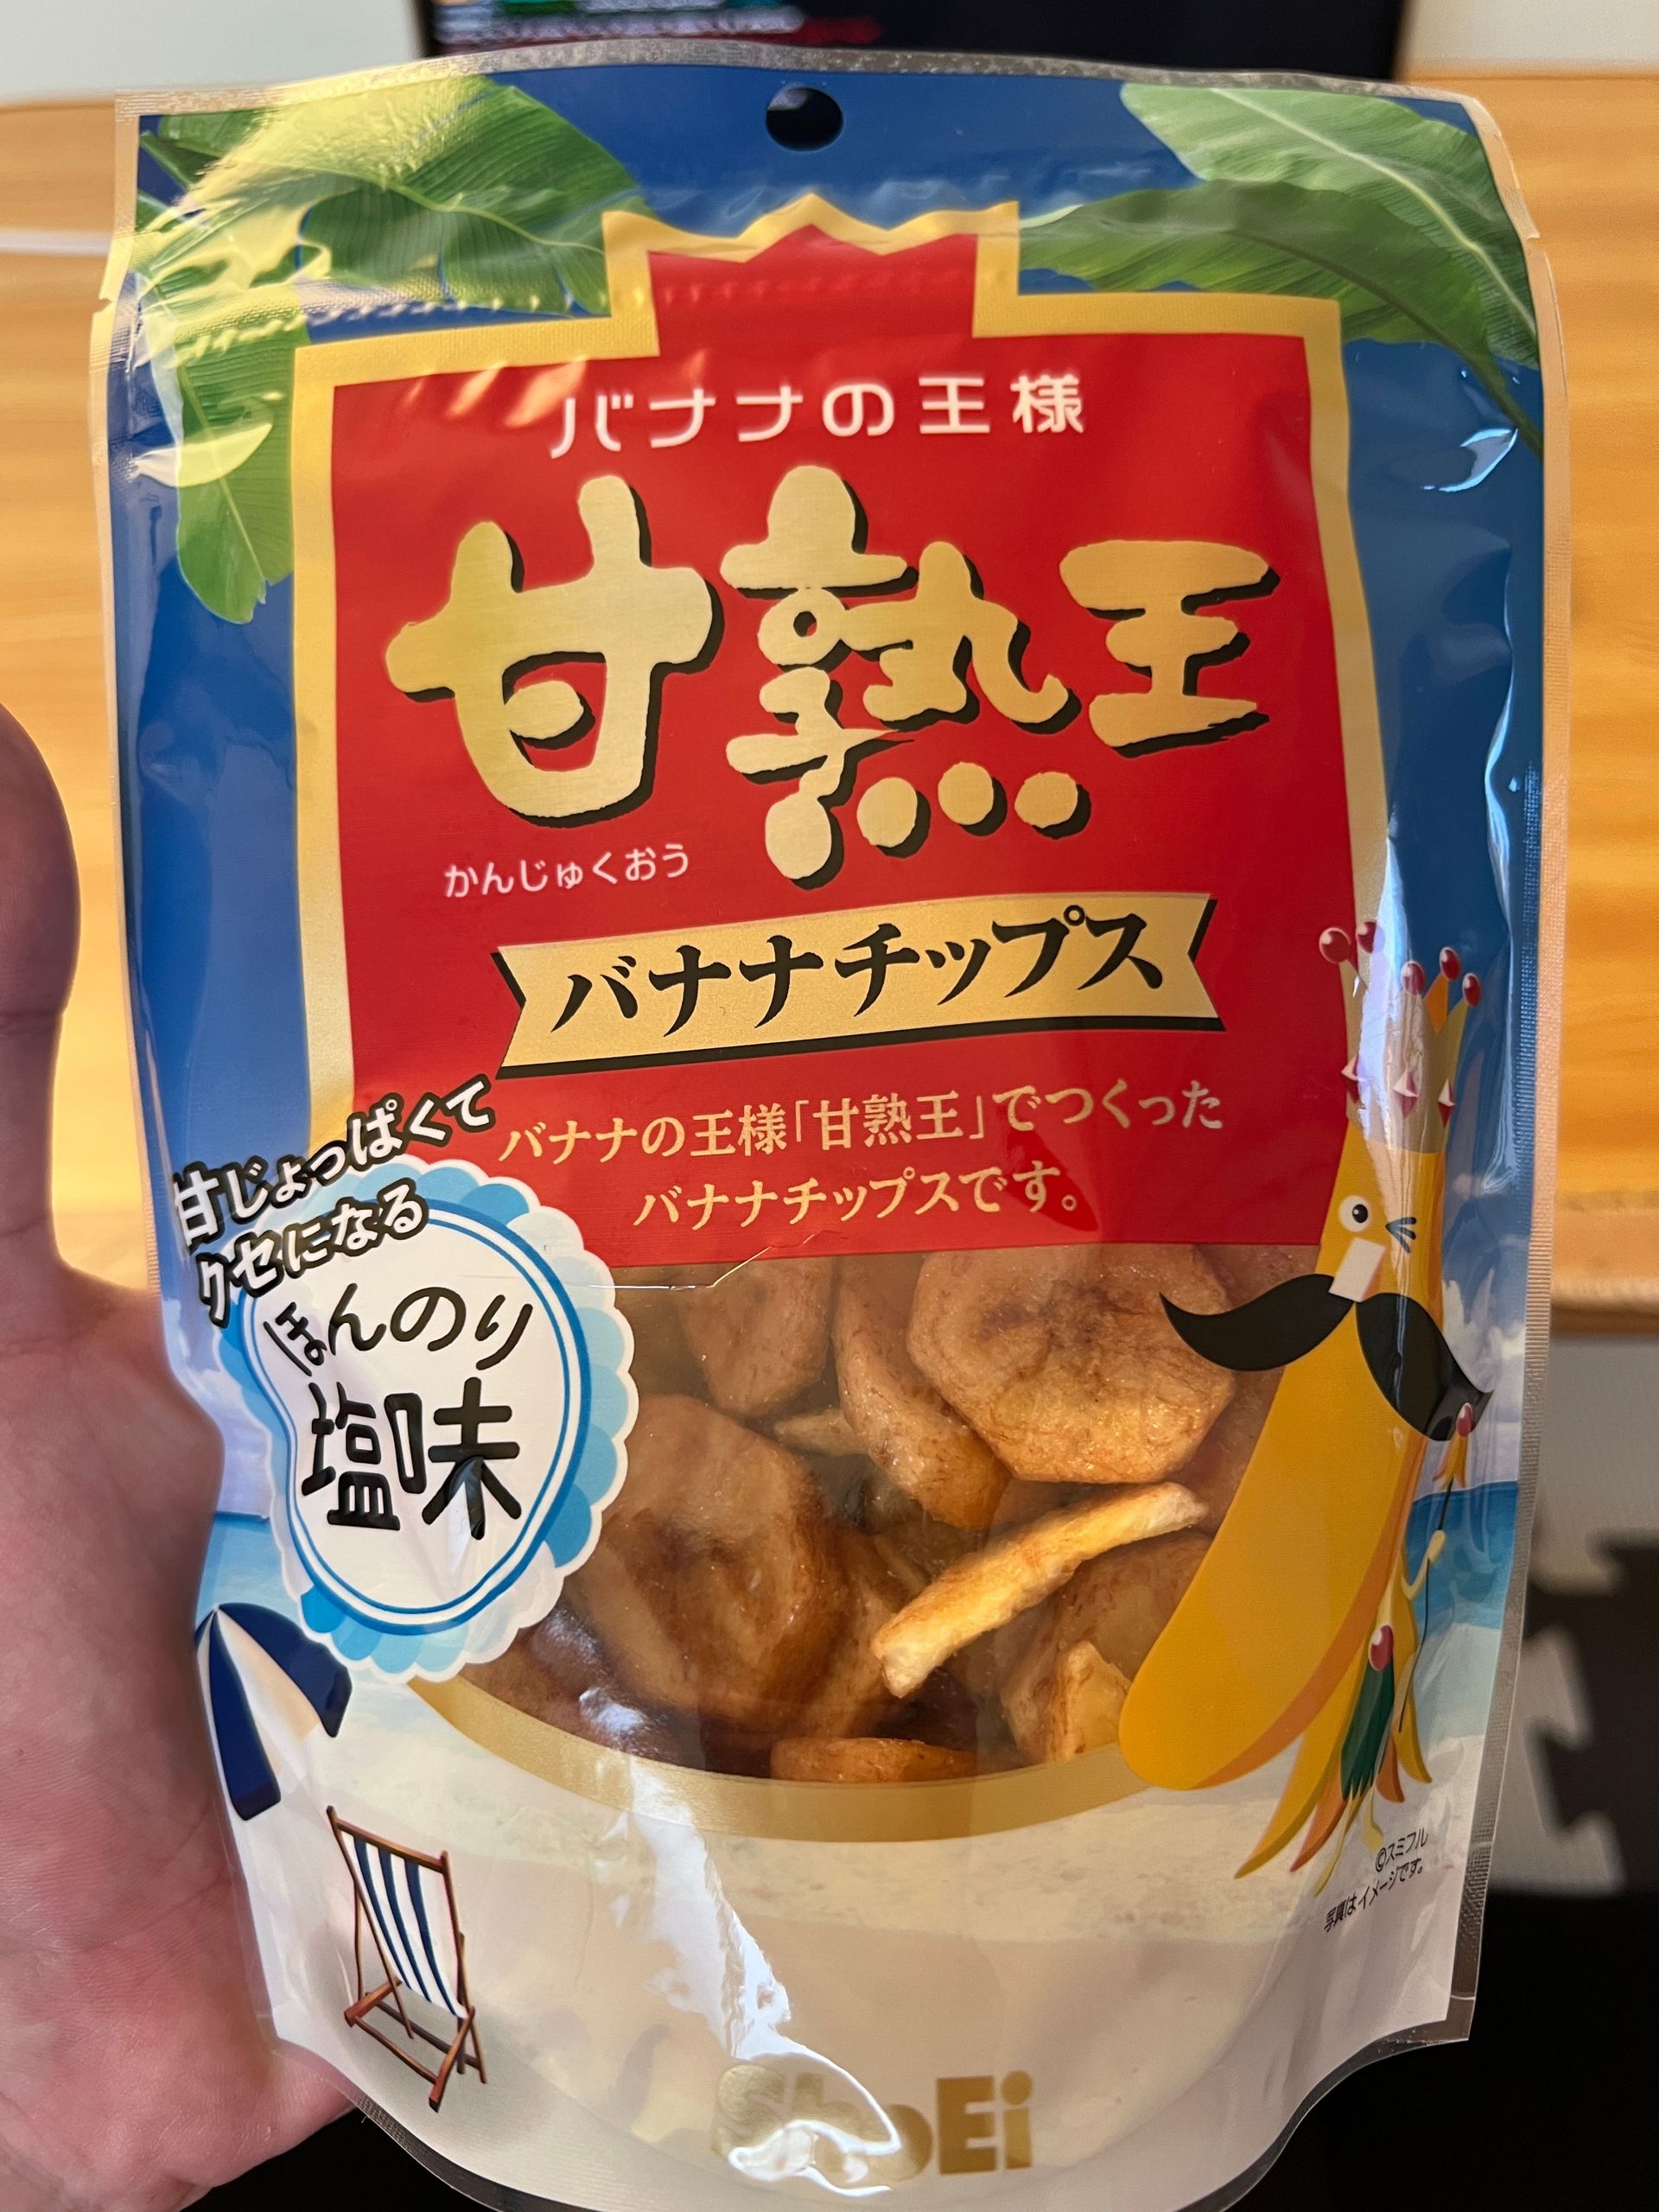 バナナの王様
甘熟王
かんじゅくおう
バナナチップス
バナナの王様「甘熟王」でつくった
バナナチップスです。
甘じょっぱくて
クセになる
ほんのり
塩味
©スミフル
写真はイメージです。
ShoEi